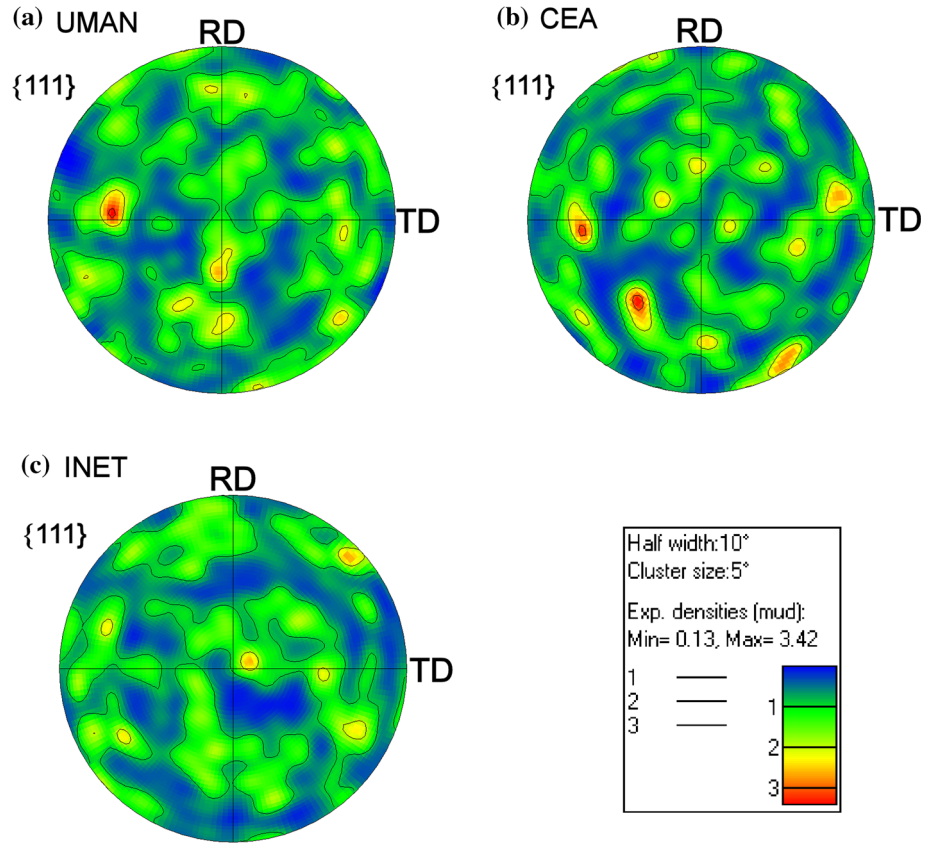 (a) UMAN
RD
{111}
TD
(b) CEA
RD
{111}
TD
(c) INET
RD
{111}
TD
Half width:10°
Cluster size:5°
Exp. densities (mud):
Min= 0.13, Max= 3.42
1
2
3
1
2
3